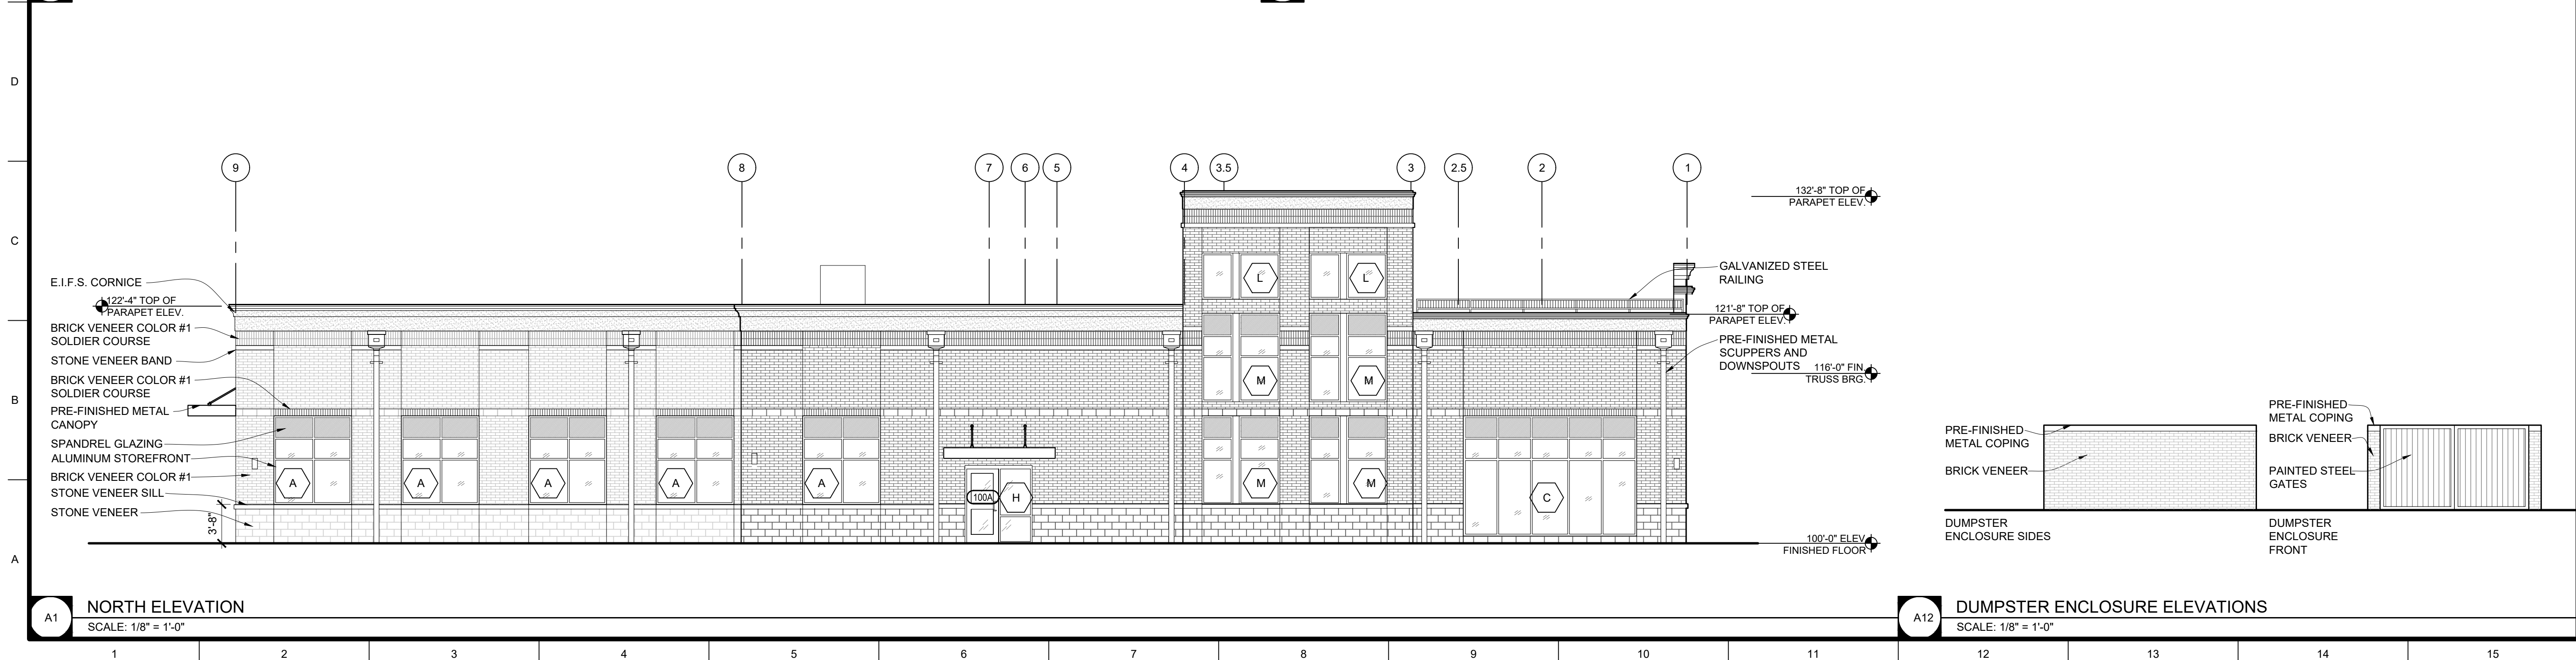 D
C
B
A
9
8
7
6
5
4
3.5
3
2.5
2
1
132'-8" TOP OF
PARAPET ELEV.
E.I.F.S. CORNICE
122'-4" TOP OF
PARAPET ELEV.
BRICK VENEER COLOR #1
SOLDIER COURSE
STONE VENEER BAND
BRICK VENEER COLOR #1
SOLDIER COURSE
PRE-FINISHED METAL
CANOPY
SPANDREL GLAZING
ALUMINUM STOREFRONT
BRICK VENEER COLOR #1
STONE VENEER SILL
STONE VENEER
3'-8"
A
A
A
A
A
100A
H
L
L
M
M
M
M
C
GALVANIZED STEEL
RAILING
121'-8" TOP OF
PARAPET ELEV.
PRE-FINISHED METAL
SCUPPERS AND
DOWNSPOUTS
116'-0" FIN.
TRUSS BRG.
100'-0" ELEV.
FINISHED FLOOR
PRE-FINISHED
METAL COPING
BRICK VENEER
DUMPSTER
ENCLOSURE SIDES
PRE-FINISHED
METAL COPING
BRICK VENEER
PAINTED STEEL
GATES
DUMPSTER
ENCLOSURE
FRONT
A1
NORTH ELEVATION
SCALE: 1/8" = 1'-0"
A12
DUMPSTER ENCLOSURE ELEVATIONS
SCALE: 1/8" = 1'-0"
1
2
3
4
5
6
7
8
9
10
11
12
13
14
15